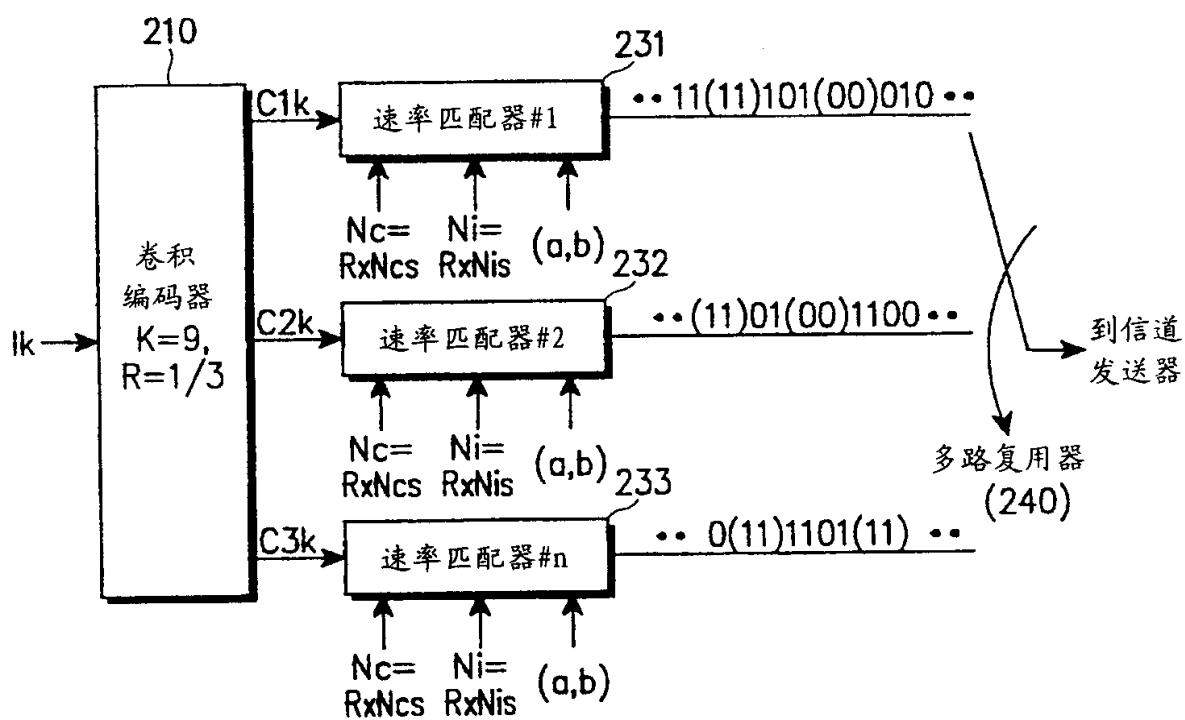 210
231
C1k
速率匹配器#1
•• 11(11)101(00)010 ••
Nc=
RxNcs
Ni=
RxNis
(a,b)
232
卷积
编码器
K=9,
R=1/3
Ik
C2k
速率匹配器#2
••(11)01(00)1100••
到信道
发送器
Nc=
RxNcs
Ni=
RxNis
(a,b)
233
多路复用器
(240)
C3k
速率匹配器#n
•• 0(11)1101(11) ••
Nc=
RxNcs
Ni=
RxNis
(a,b)